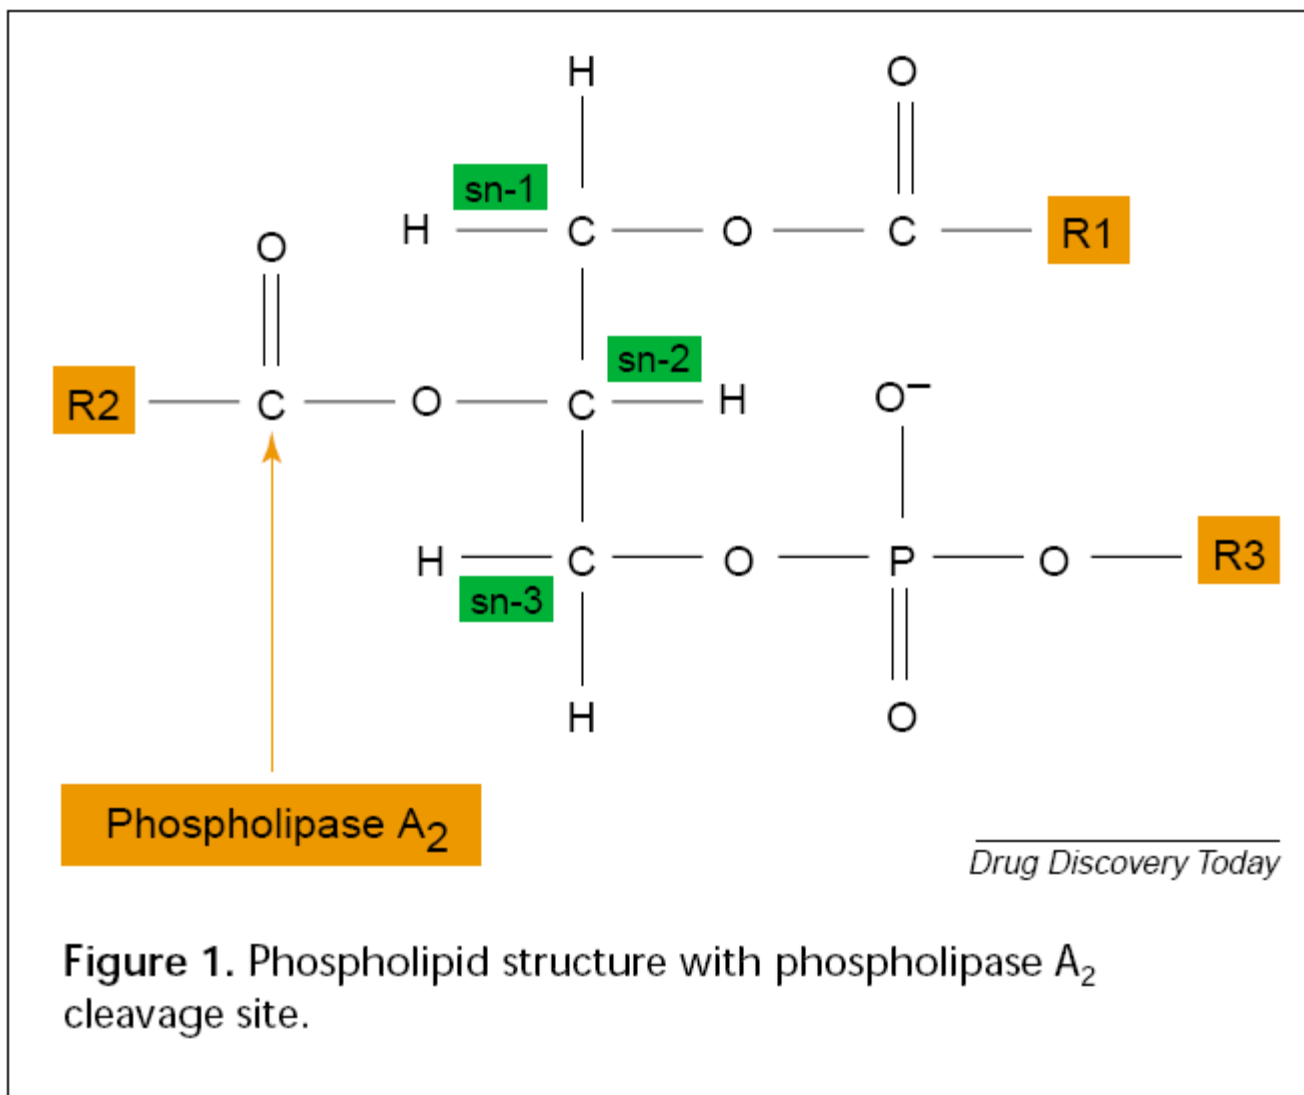 H O
sn-1
H C O C R1
O
sn-2
R2 C O C H O–
H C O P O R3
sn-3
H O
Phospholipase A2
Drug Discovery Today
Figure 1. Phospholipid structure with phospholipase A2
cleavage site.